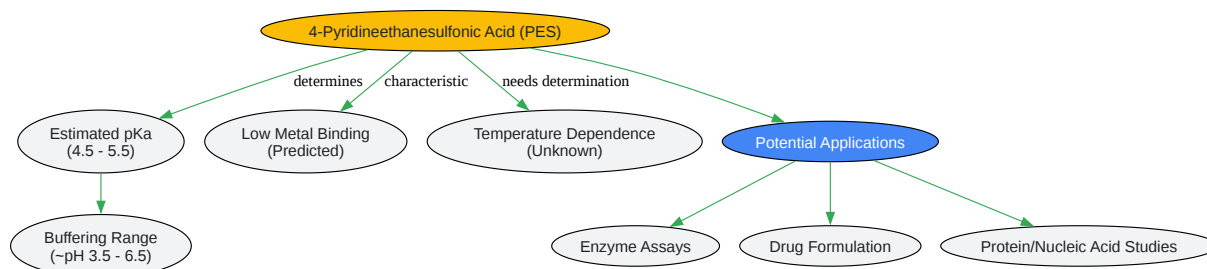 4-Pyridineethanesulfonic Acid (PES)
determines
characteristic
needs determination
Estimated pKa
(4.5 - 5.5)
Low Metal Binding
(Predicted)
Temperature Dependence
(Unknown)
Potential Applications
Buffering Range
(~pH 3.5 - 6.5)
Enzyme Assays
Drug Formulation
Protein/Nucleic Acid Studies